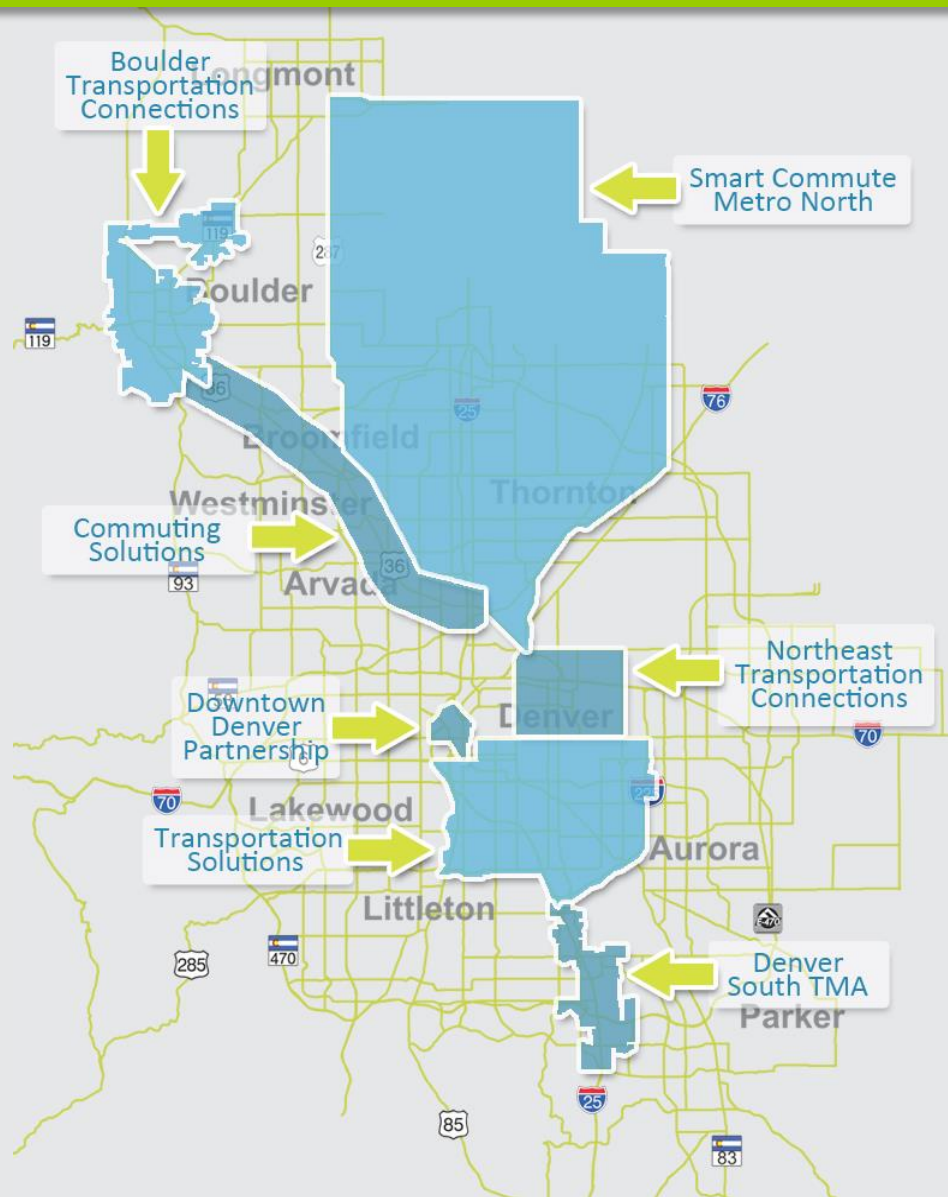 Boulder
Transportation
Connections
Longmont
Smart Commute
Metro North
119
287
Boulder
119
36
25
76
Broomfield
Westminster
Thornton
Commuting
Solutions
36
93
Arvada
Northeast
Transportation
Connections
Downtown
Denver
Partnership
Denver
70
6
70
Lakewood
225
Transportation
Solutions
Aurora
Littleton
E-470
285
470
Denver
South TMA
Parker
25
85
83